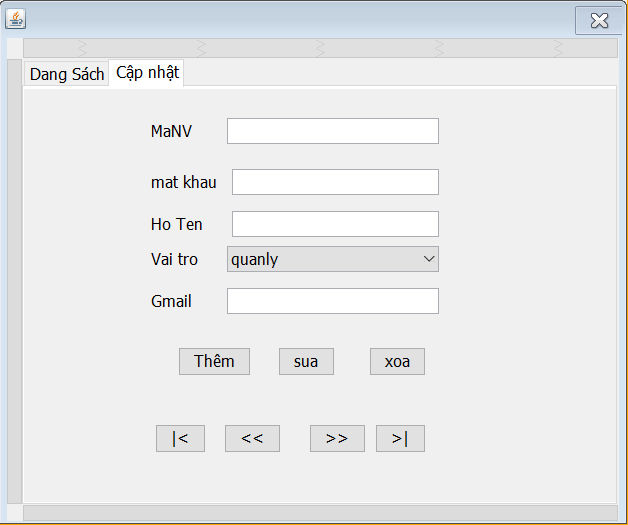 Dang Sách Cập nhật
MaNV
mat khau
Ho Ten
Vai tro quanly
Gmail
Thêm sua xoa
|< << >> >|